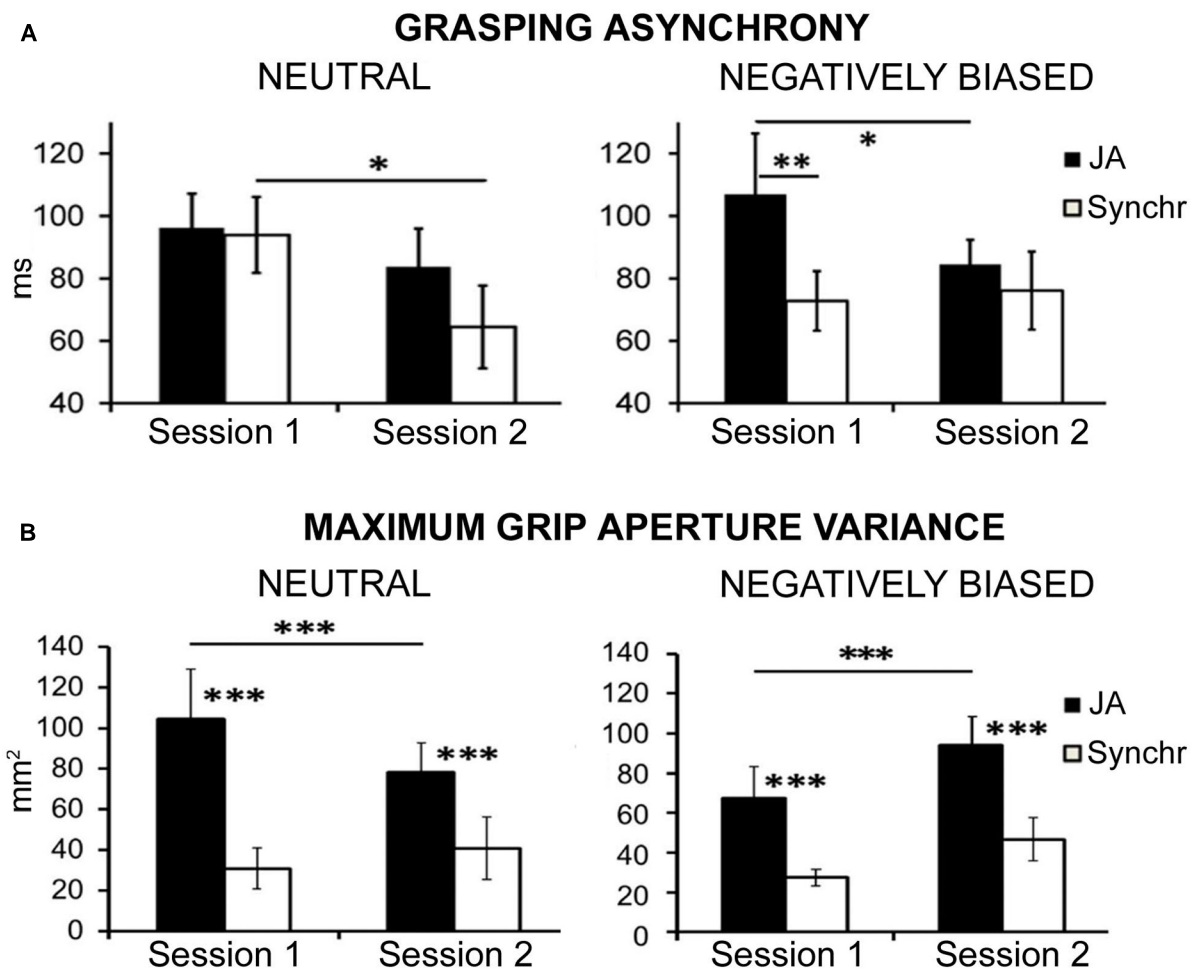 A
GRASPING ASYNCHRONY
NEUTRAL
NEGATIVELY BIASED
120
100
80
60
40
ms
*
Session 1
Session 2
120
100
80
60
40
**
*
JA
Synchr
Session 1
Session 2
B
MAXIMUM GRIP APERTURE VARIANCE
NEUTRAL
NEGATIVELY BIASED
140
120
100
80
60
40
20
0
mm²
***
***
***
Session 1
Session 2
140
120
100
80
60
40
20
0
***
***
***
JA
Synchr
Session 1
Session 2